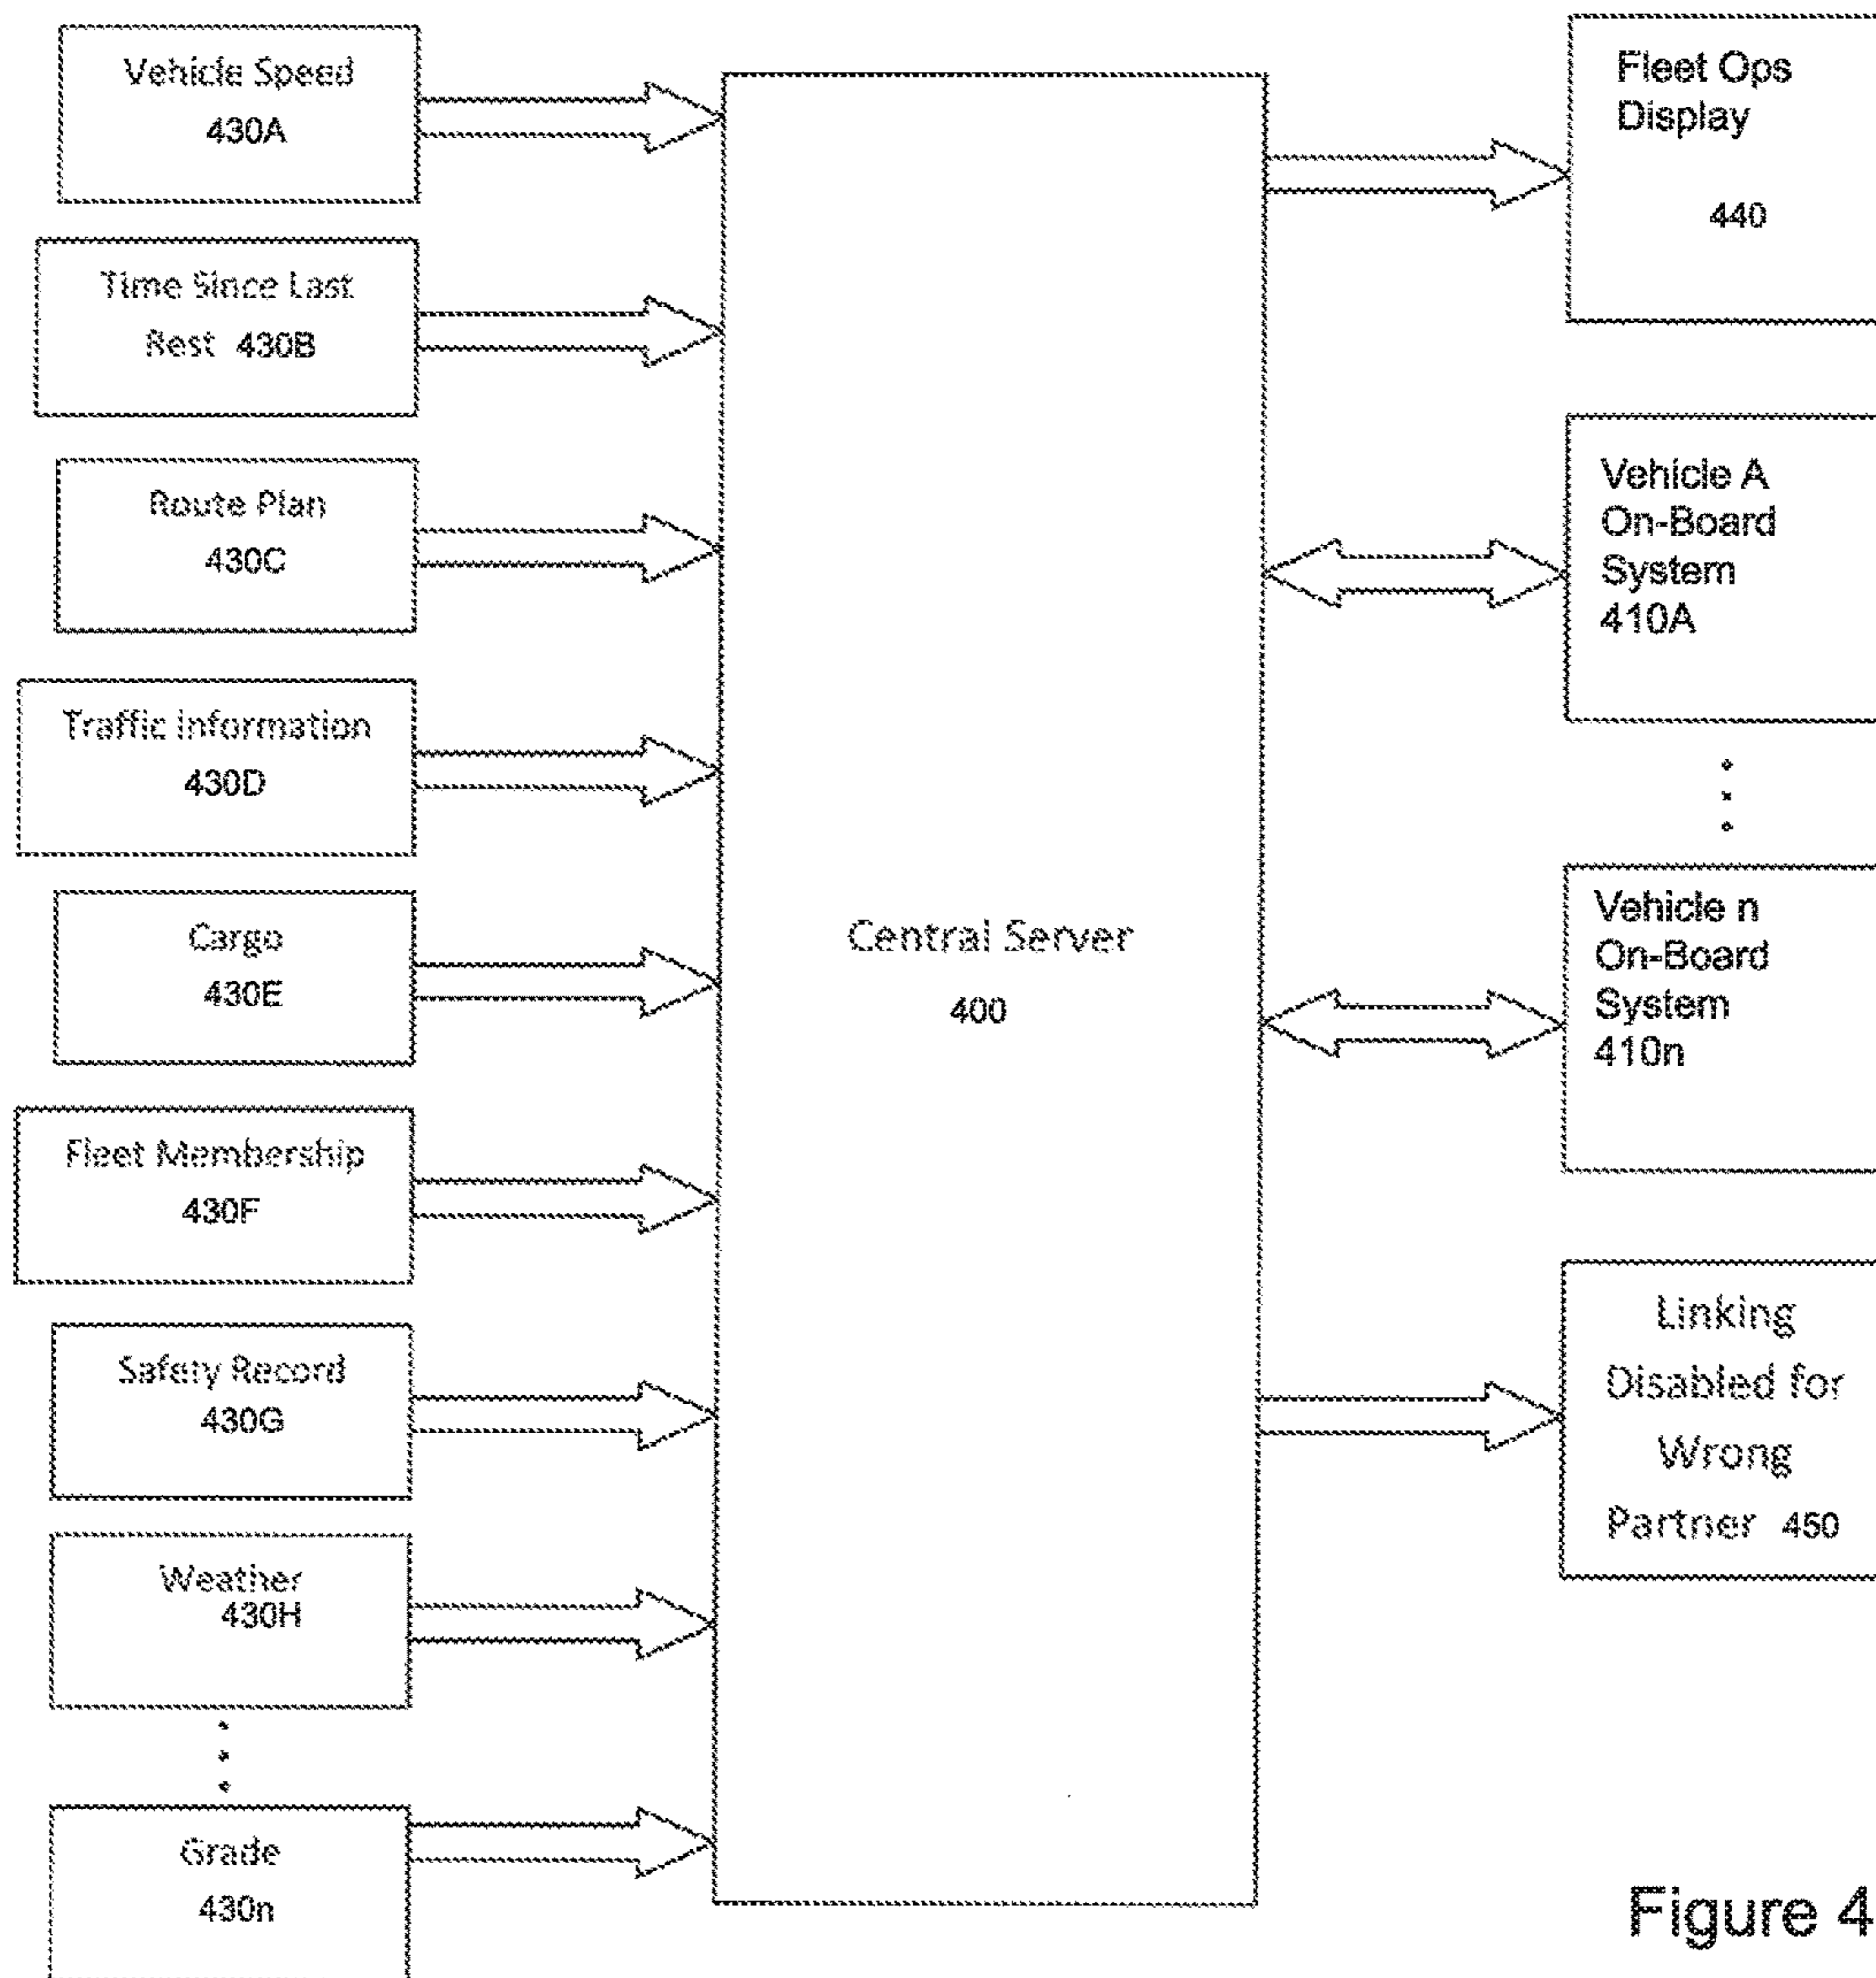 Vehicle Speed
430A
Time Since Last
Rest 430B
Route Plan
430C
Traffic Information
430D
Cargo
430E
Fleet Membership
430F
Safety Record
430G
Weather
430H
Grade
430n
Central Server
400
Fleet Ops
Display
440
Vehicle A
On-Board
System
410A
Vehicle n
On-Board
System
410n
Linking
Disabled for
Wrong
Partner 450
Figure 4